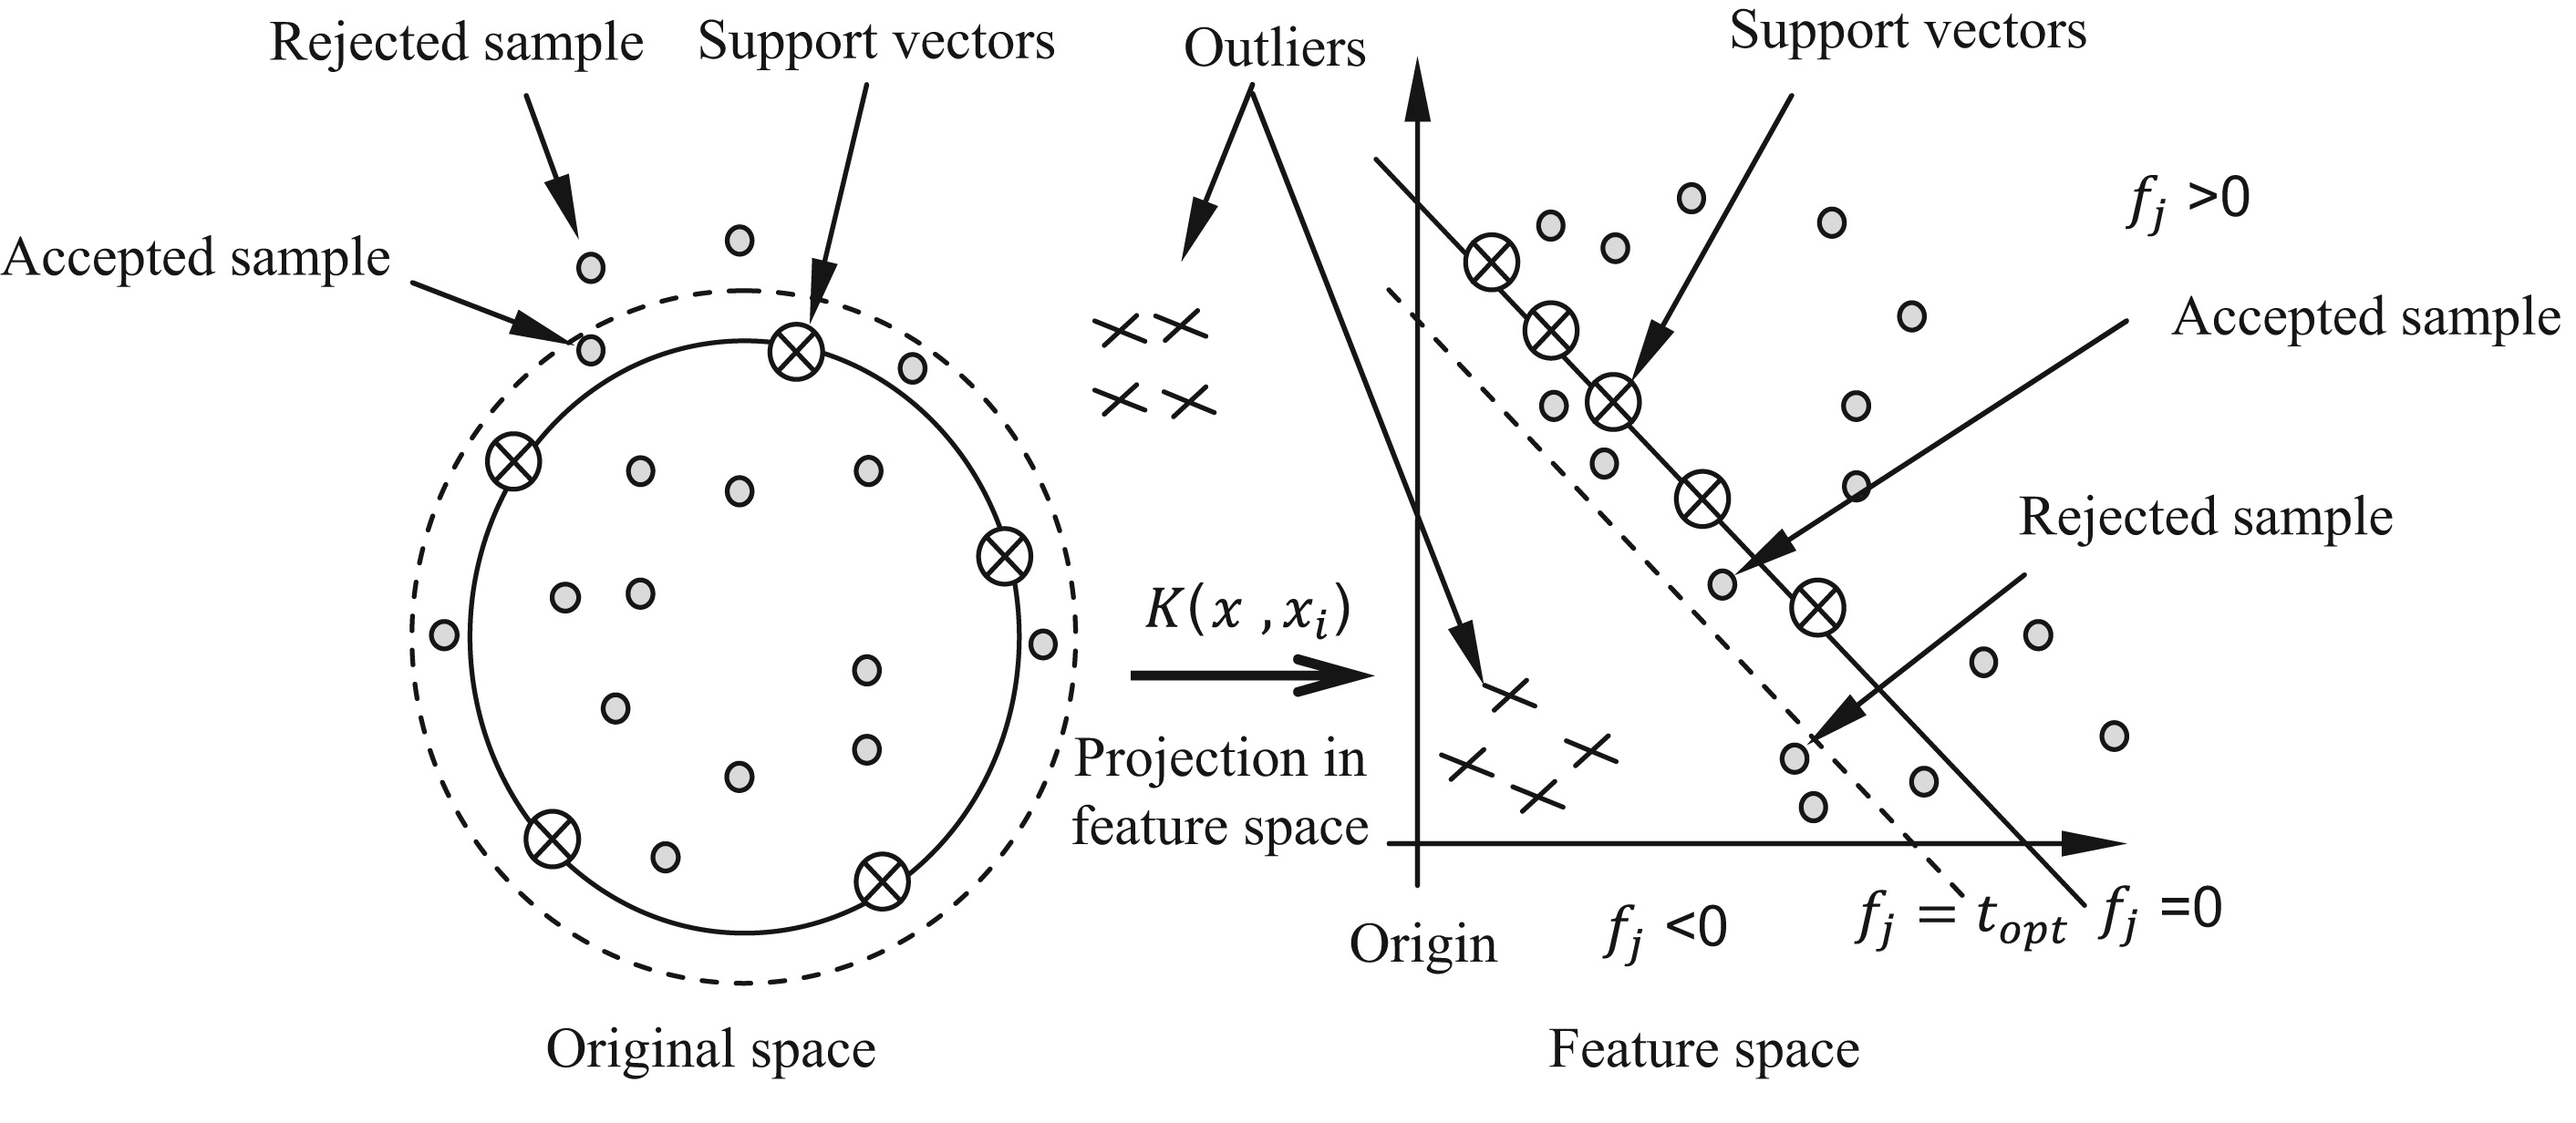 Rejected sample
Support vectors
Accepted sample
Outliers
K(x ,xᵢ)
Projection in
feature space
Original space
Support vectors
fⱼ >0
Accepted sample
Rejected sample
Origin
fⱼ <0
fⱼ = tₒₚₜ
fⱼ =0
Feature space